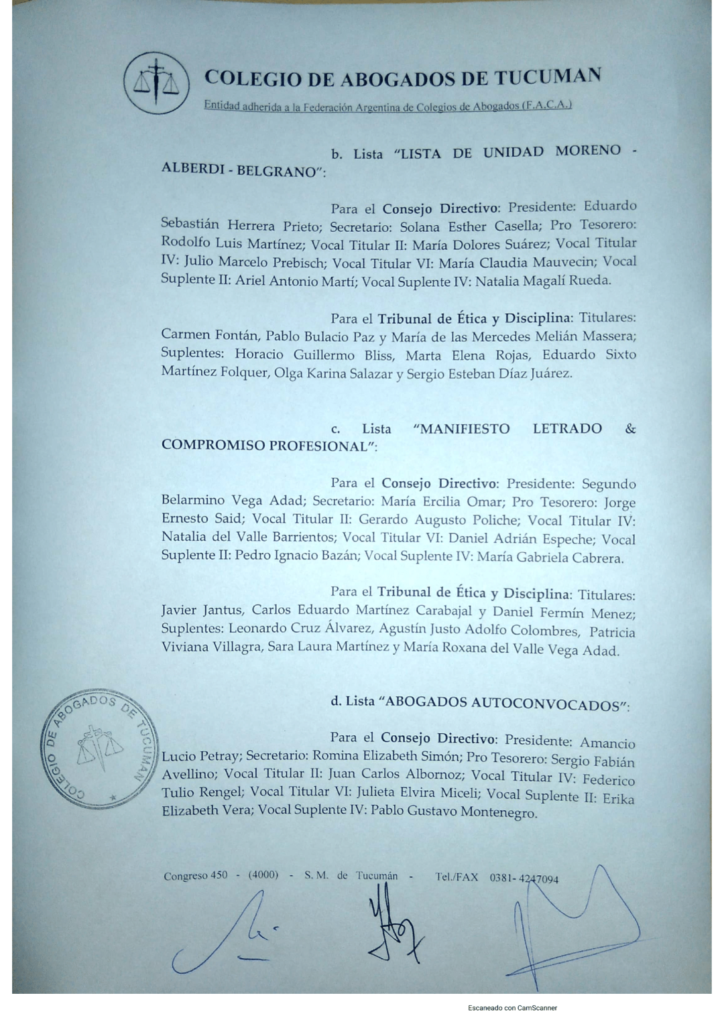 COLEGIO DE ABOGADOS DE TUCUMAN
Entidad adherida a la Federación Argentina de Colegios de Abogados (F.A.C.A.)
b. Lista “LISTA DE UNIDAD MORENO -
ALBERDI - BELGRANO”:
Para el Consejo Directivo: Presidente: Eduardo
Sebastián Herrera Prieto; Secretario: Solana Esther Casella; Pro Tesorero:
Rodolfo Luis Martínez; Vocal Titular II: María Dolores Suárez; Vocal Titular
IV: Julio Marcelo Prebisch; Vocal Titular VI: María Claudia Mauvecin; Vocal
Suplente II: Ariel Antonio Martí; Vocal Suplente IV: Natalia Magalí Rueda.
Para el Tribunal de Ética y Disciplina: Titulares:
Carmen Fontán, Pablo Bulacio Paz y María de las Mercedes Melián Massera;
Suplentes: Horacio Guillermo Bliss, Marta Elena Rojas, Eduardo Sixto
Martínez Folquer, Olga Karina Salazar y Sergio Esteban Díaz Juárez.
c. Lista “MANIFIESTO LETRADO &
COMPROMISO PROFESIONAL”:
Para el Consejo Directivo: Presidente: Segundo
Belarmino Vega Adad; Secretario: María Ercilia Omar; Pro Tesorero: Jorge
Ernesto Said; Vocal Titular II: Gerardo Augusto Poliche; Vocal Titular IV:
Natalia del Valle Barrientos; Vocal Titular VI: Daniel Adrián Espeche; Vocal
Suplente II: Pedro Ignacio Bazán; Vocal Suplente IV: María Gabriela Cabrera.
Para el Tribunal de Ética y Disciplina: Titulares:
Javier Jantus, Carlos Eduardo Martínez Carabajal y Daniel Fermín Menez;
Suplentes: Leonardo Cruz Álvarez, Agustín Justo Adolfo Colombres, Patricia
Viviana Villagra, Sara Laura Martínez y María Roxana del Valle Vega Adad.
d. Lista “ABOGADOS AUTOCONVOCADOS”:
COLEGIO DE ABOGADOS DE TUCUMAN
Para el Consejo Directivo: Presidente: Amancio
Lucio Petray; Secretario: Romina Elizabeth Simón; Pro Tesorero: Sergio Fabián
Avellino; Vocal Titular II: Juan Carlos Albornoz; Vocal Titular IV: Federico
Tulio Rengel; Vocal Titular VI: Julieta Elvira Miceli; Vocal Suplente II: Erika
Elizabeth Vera; Vocal Suplente IV: Pablo Gustavo Montenegro.
Congreso 450 - (4000) - S. M. de Tucumán - Tel./FAX 0381- 4247094
Escaneado con CamScanner